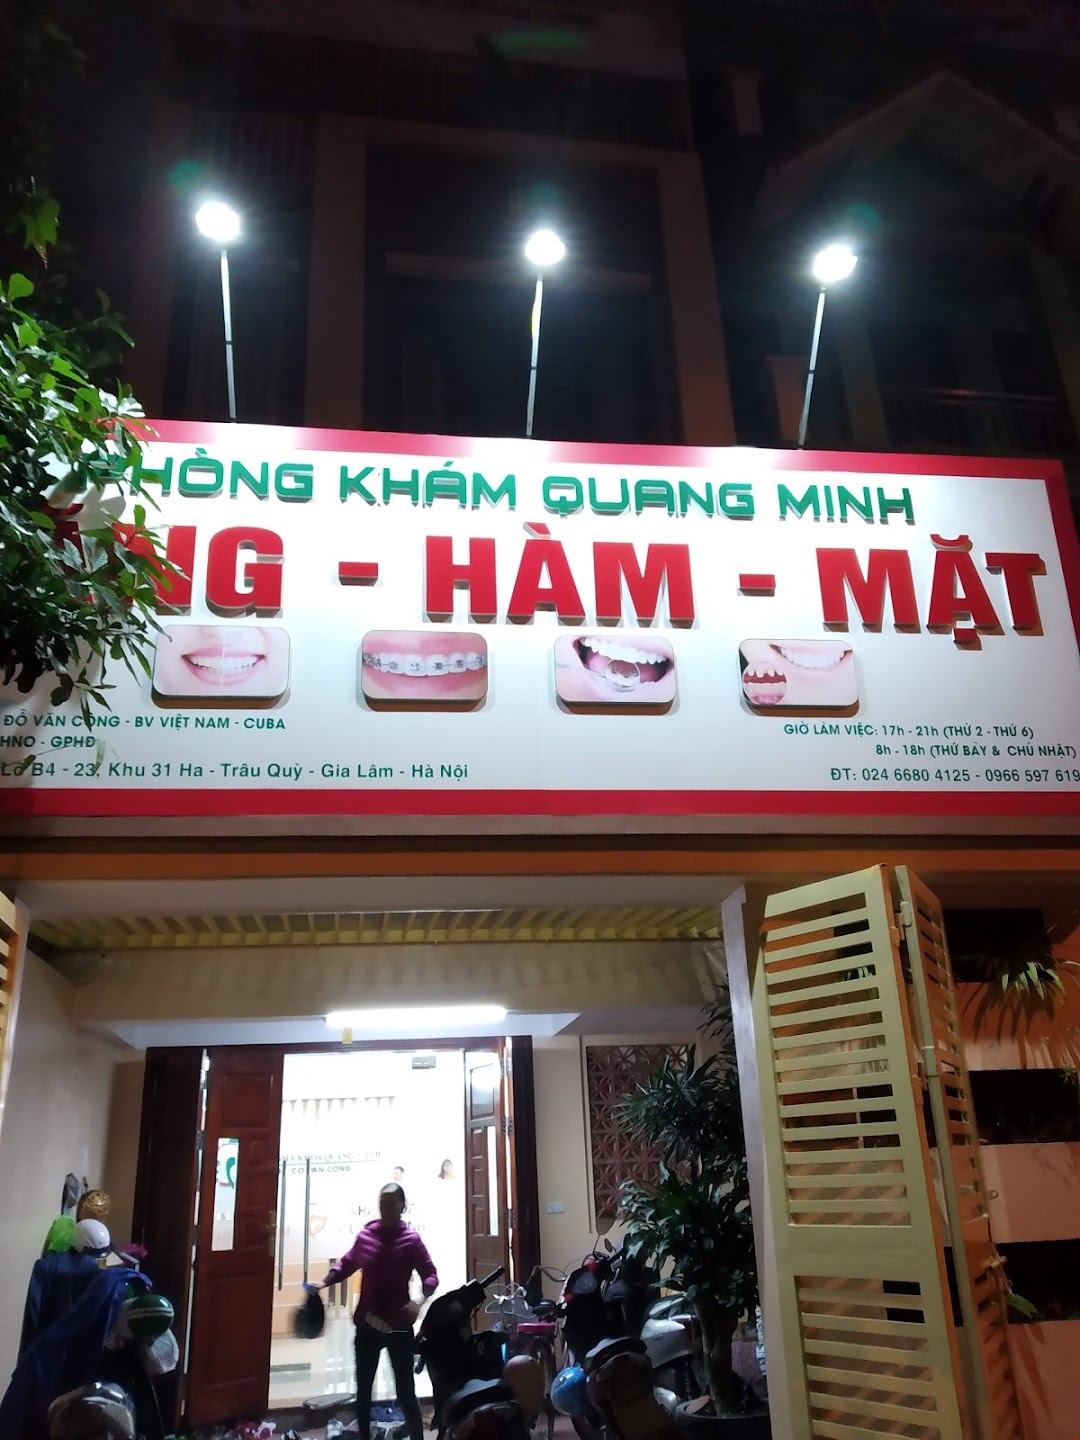 PHÒNG KHÁM QUANG MINH
ĂNG - HÀM - MẶT
ĐỖ VĂN CÔNG - BV VIỆT NAM - CUBA
HNO - GPHĐ
Lô B4 - 23, Khu 31 Ha - Trâu Quỳ - Gia Lâm - Hà Nội
GIỜ LÀM VIỆC: 17h - 21h (THỨ 2 - THỨ 6)
8h - 18h (THỨ BẢY & CHỦ NHẬT)
ĐT: 024 6680 4125 - 0966 597 619